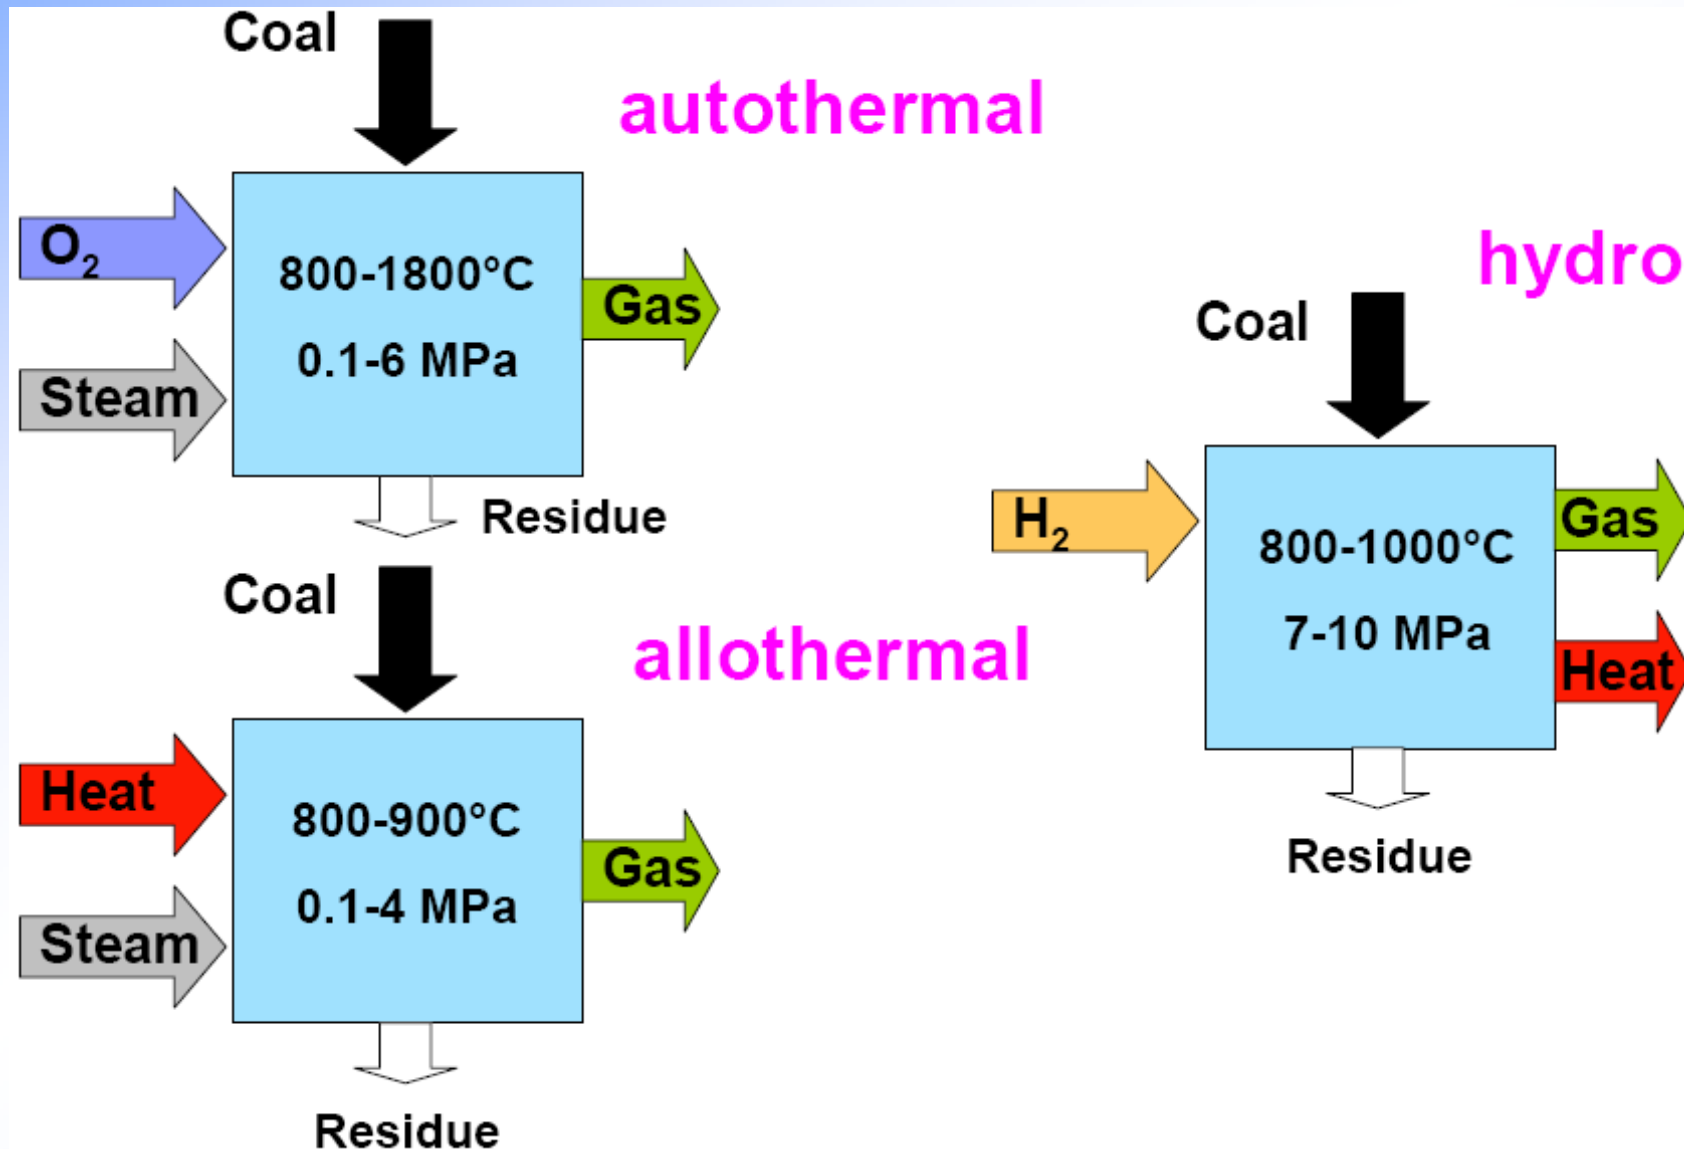 Coal
autothermal
O₂
Steam
800-1800°C
0.1-6 MPa
Gas
Residue
Coal
allothermal
Heat
Steam
800-900°C
0.1-4 MPa
Gas
Residue
hydro
Coal
H₂
800-1000°C
7-10 MPa
Gas
Heat
Residue